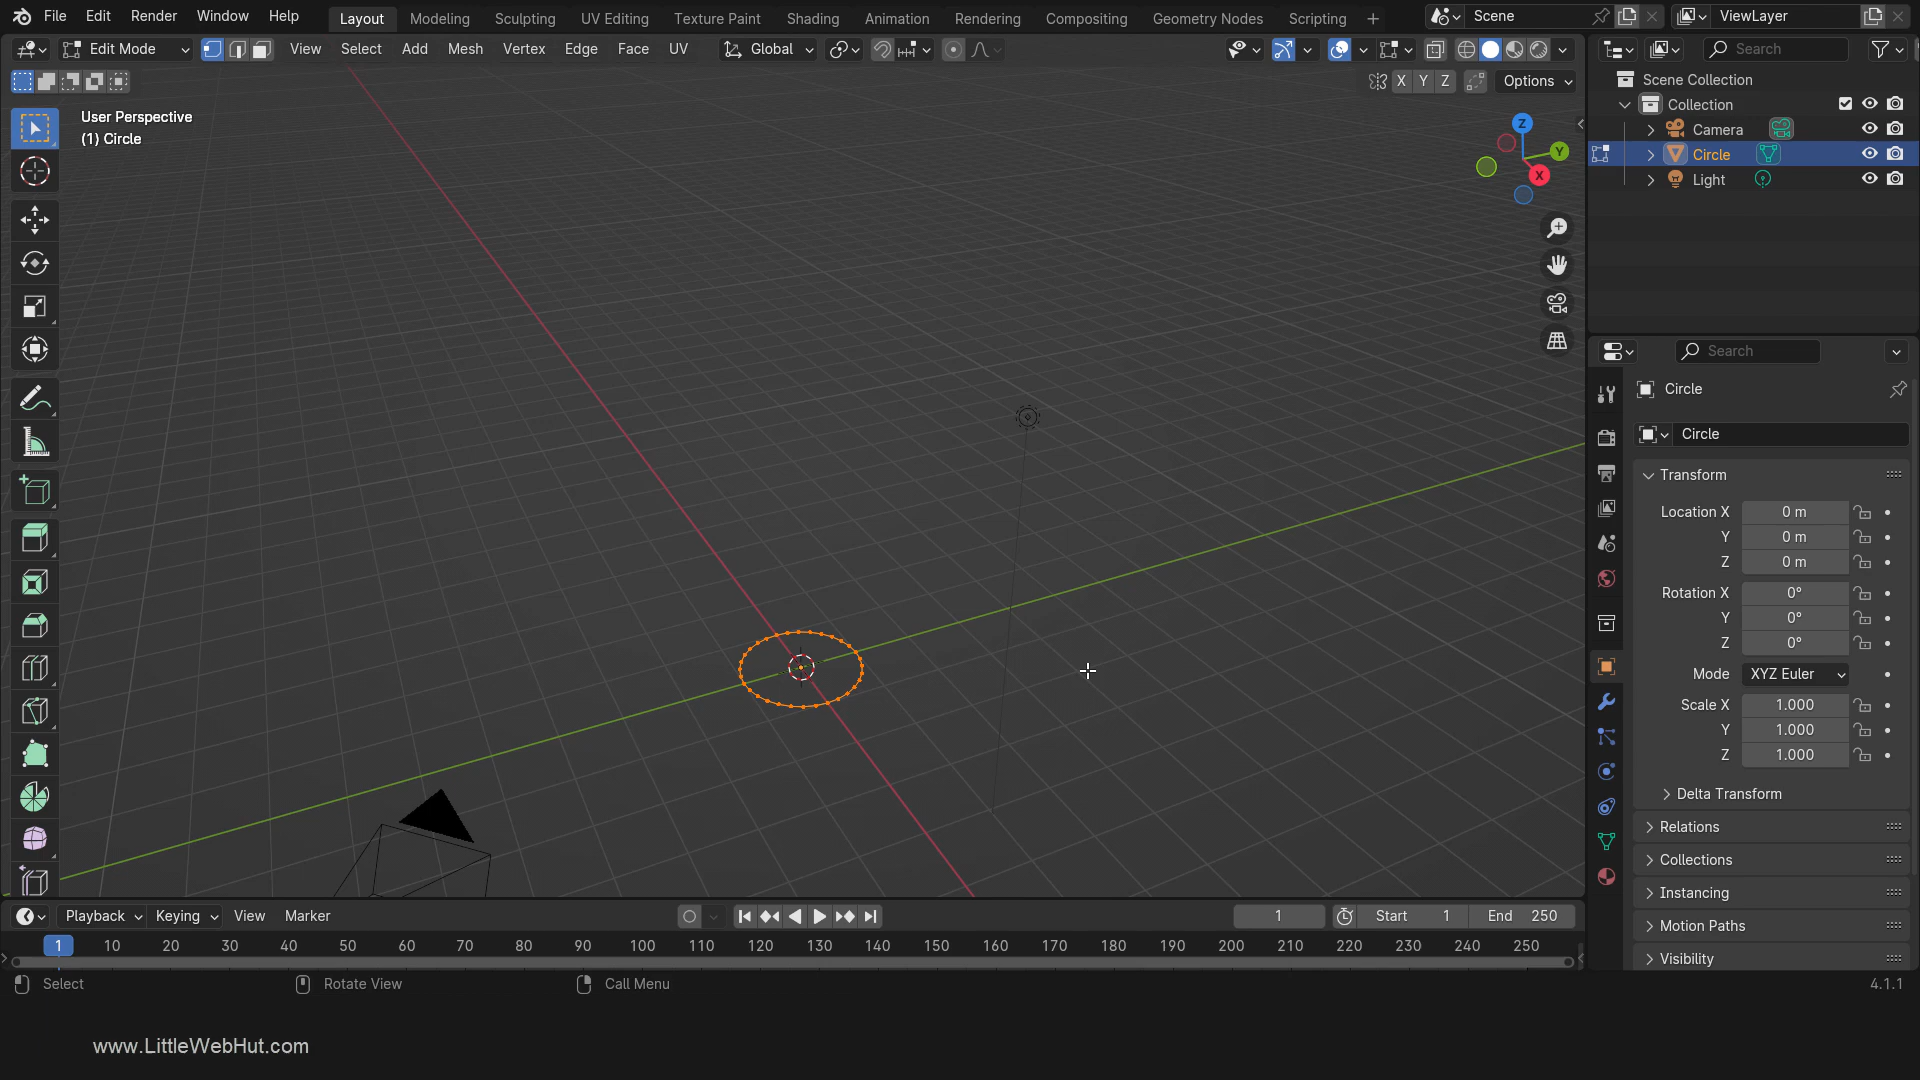 File Edit Render Window Help Layout Modeling Sculpting UV Editing Texture Paint Shading Animation Rendering Compositing Geometry Nodes Scripting + Scene ViewLayer
Edit Mode View Select Add Mesh Vertex Edge Face UV Global Search
X Y Z Options
User Perspective
(1) Circle
Z
Y
X
Scene Collection
Collection
Camera
Circle
Light
Search
Circle
Circle
Transform
Location X 0 m
Y 0 m
Z 0 m
Rotation X 0°
Y 0°
Z 0°
Mode XYZ Euler
Scale X 1.000
Y 1.000
Z 1.000
Delta Transform
Relations
Collections
Instancing
Motion Paths
Visibility
Playback Keying View Marker 1 Start 1 End 250
1 10 20 30 40 50 60 70 80 90 100 110 120 130 140 150 160 170 180 190 200 210 220 230 240 250
Select Rotate View Call Menu 4.1.1
www.LittleWebHut.com